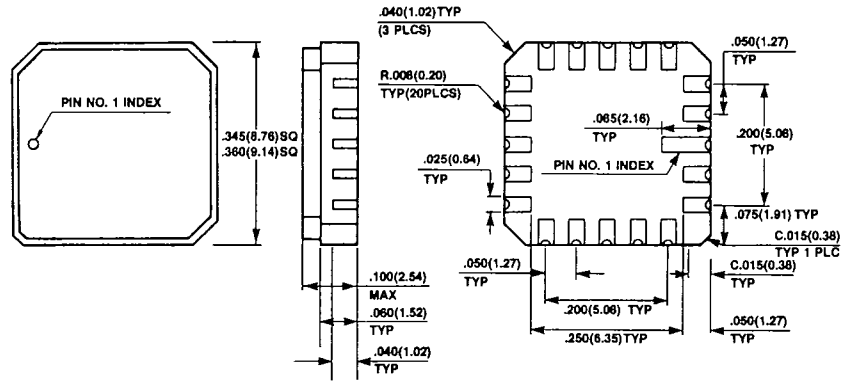 PIN NO. 1 INDEX
.345(8.76)SQ
.360(9.14)SQ
.100(2.54)
MAX
.060(1.52)
TYP
.040(1.02)
TYP
.040(1.02)TYP
(3 PLCS)
R.008(0.20)
TYP(20PLCS)
.025(0.64)
TYP
.050(1.27)
TYP
.065(2.16)
TYP
.200(5.08)
TYP
PIN NO. 1 INDEX
.075(1.91) TYP
C.015(0.38)
TYP 1 PLC
.050(1.27)
TYP
C.015(0.38)
TYP
.200(5.08) TYP
.250(6.35)TYP
.050(1.27)
TYP